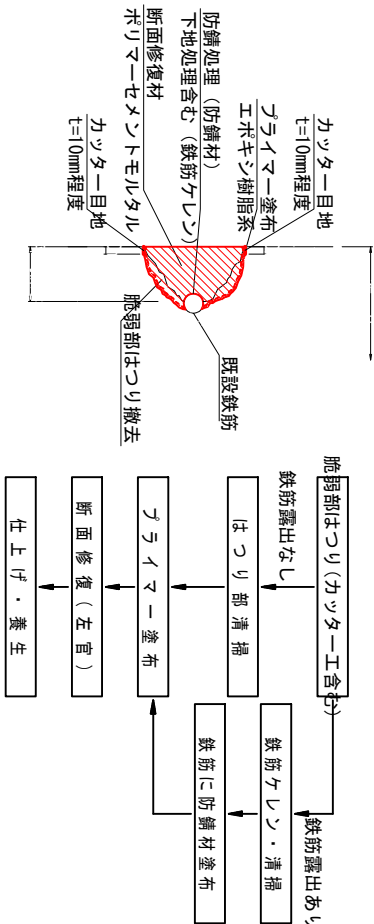 カッター目地
t=10mm程度
プライマー塗布
エポキシ樹脂系
防錆処理（防錆材）
下地処理含む（鉄筋ケレン）
断面修復材
ポリマーセメントモルタル
カッター目地
t=10mm程度
既設鉄筋
脆弱部はつり撤去
脆弱部はつり(カッター工含む)
鉄筋露出なし
鉄筋露出あり
はつり部清掃
鉄筋ケレン・清掃
プライマー塗布
鉄筋に防錆材塗布
断面修復（左官）
仕上げ・養生